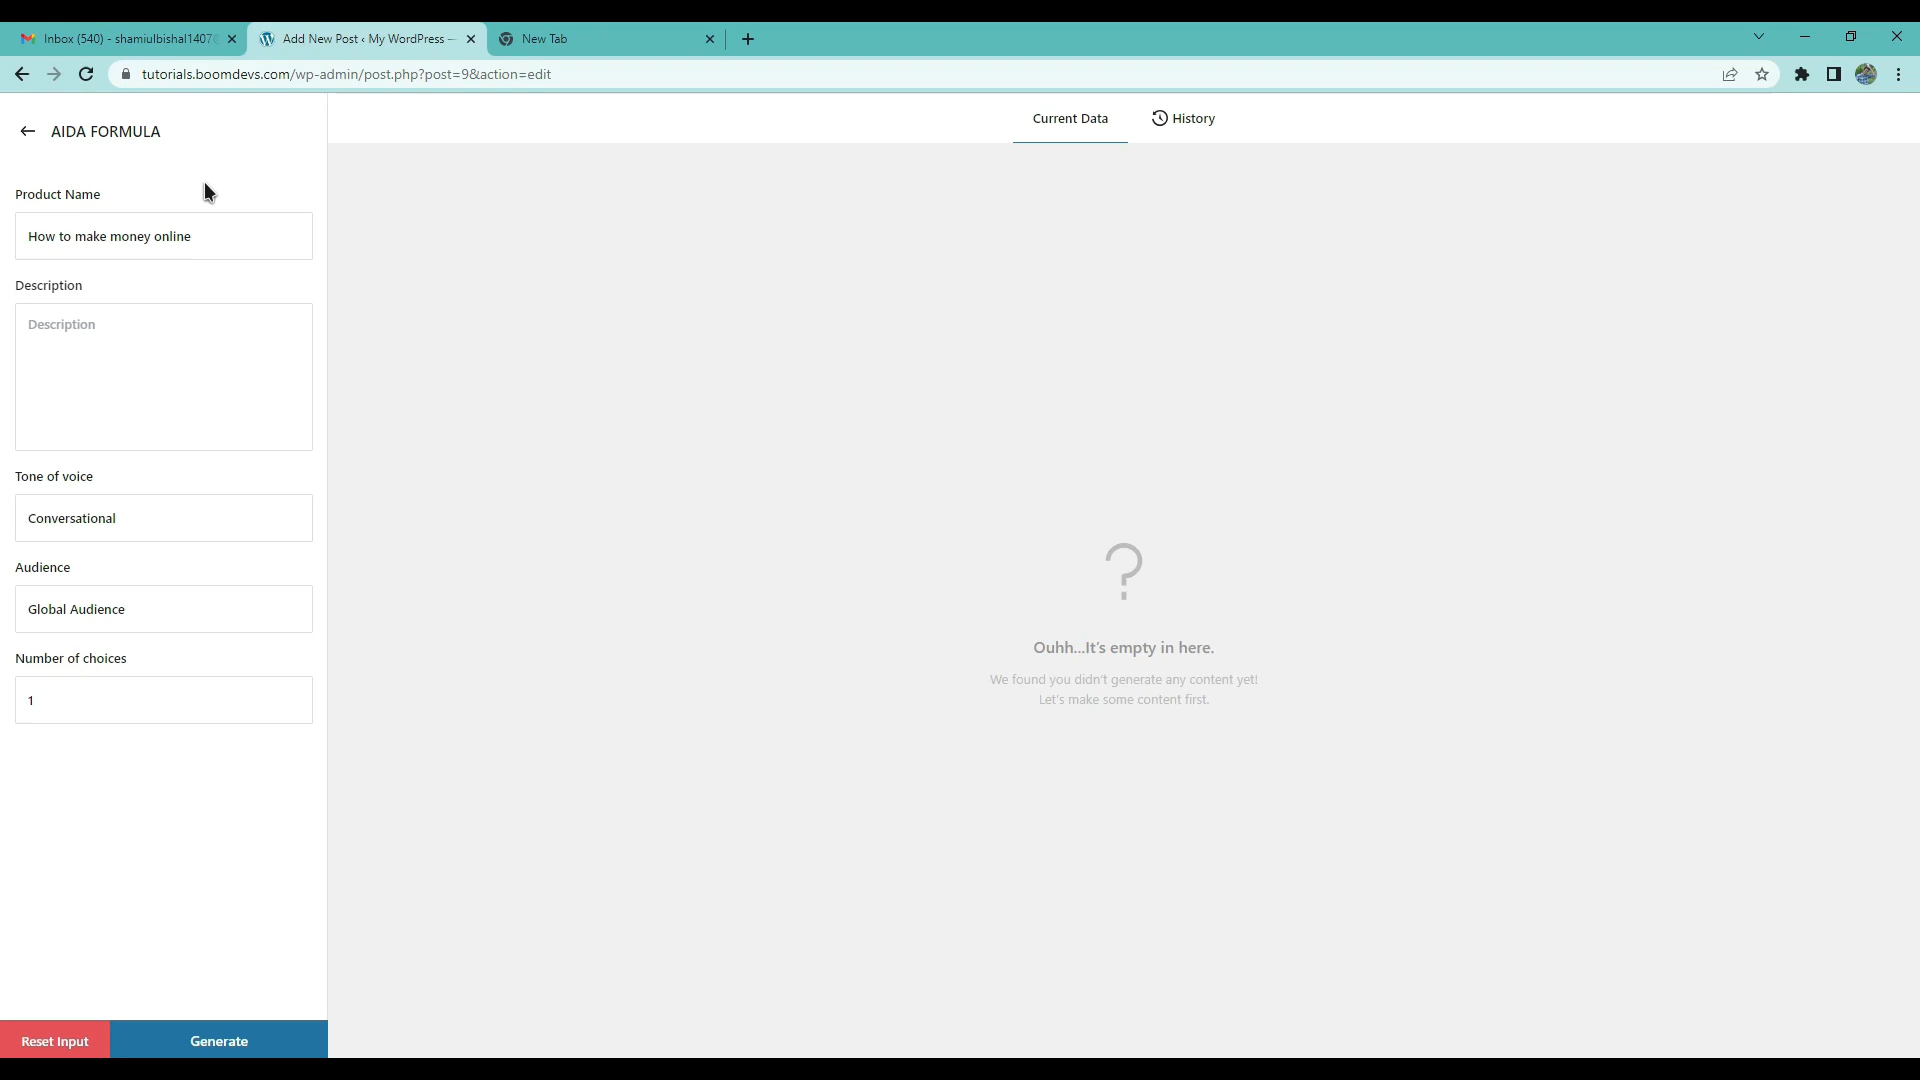 Inbox (540) - shamiulbishal1407@
Add New Post ‹ My WordPress —
New Tab
tutorials.boomdevs.com/wp-admin/post.php?post=9&action=edit
AIDA FORMULA
Current Data
History
Product Name
How to make money online
Description
Description
Tone of voice
Conversational
Audience
Global Audience
Number of choices
1
?
Ouhh...It's empty in here.
We found you didn't generate any content yet!
Let's make some content first.
Reset Input
Generate